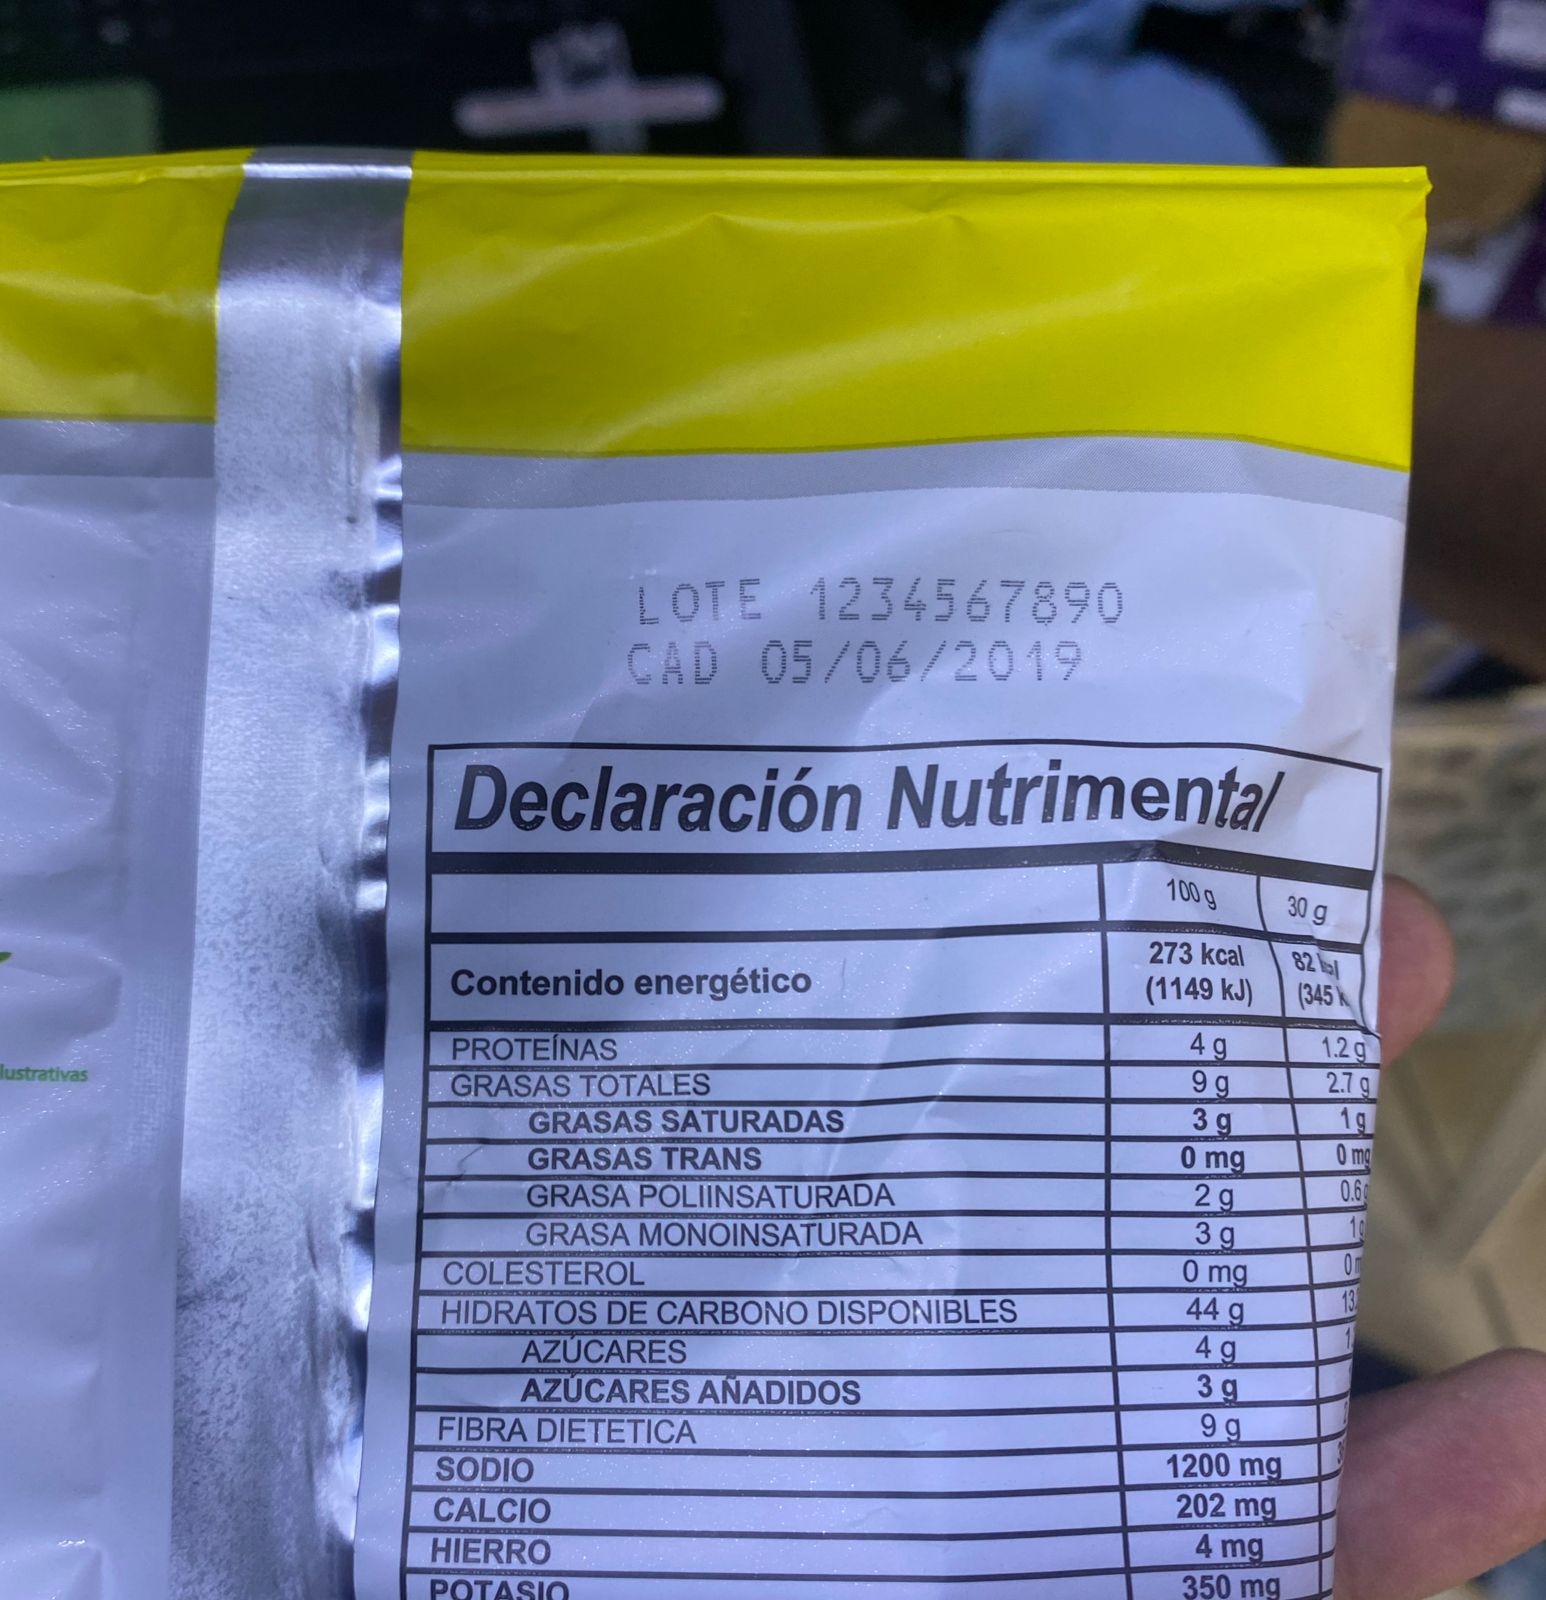 lustrativas
LOTE 1234567890
CAD 05/06/2019
Declaración Nutrimental
100 g 30 g
Contenido energético 273 kcal 82
(1149 kJ) (345
PROTEÍNAS 4 g 1.2 g
GRASAS TOTALES 9 g 2.7 g
GRASAS SATURADAS 3 g 1 g
GRASAS TRANS 0 mg 0 mg
GRASA POLIINSATURADA 2 g 0.6
GRASA MONOINSATURADA 3 g 1
COLESTEROL 0 mg 0
HIDRATOS DE CARBONO DISPONIBLES 44 g 13
AZÚCARES 4 g
AZÚCARES AÑADIDOS 3 g
FIBRA DIETETICA 9 g
SODIO 1200 mg
CALCIO 202 mg
HIERRO 4 mg
POTASIO 350 mg